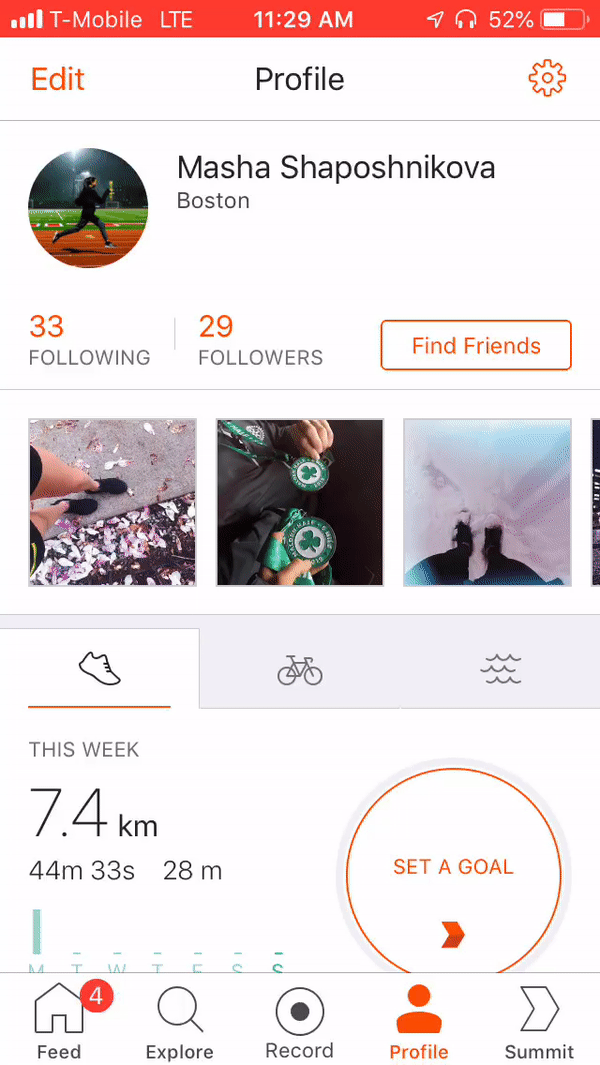 T-Mobile LTE 11:29 AM 52%
Edit Profile
Masha Shaposhnikova
Boston
33 29
FOLLOWING FOLLOWERS
Find Friends
THIS WEEK
7.4 km
44m 33s 28 m
SET A GOAL
M T W T F S S
4
Feed Explore Record Profile Summit